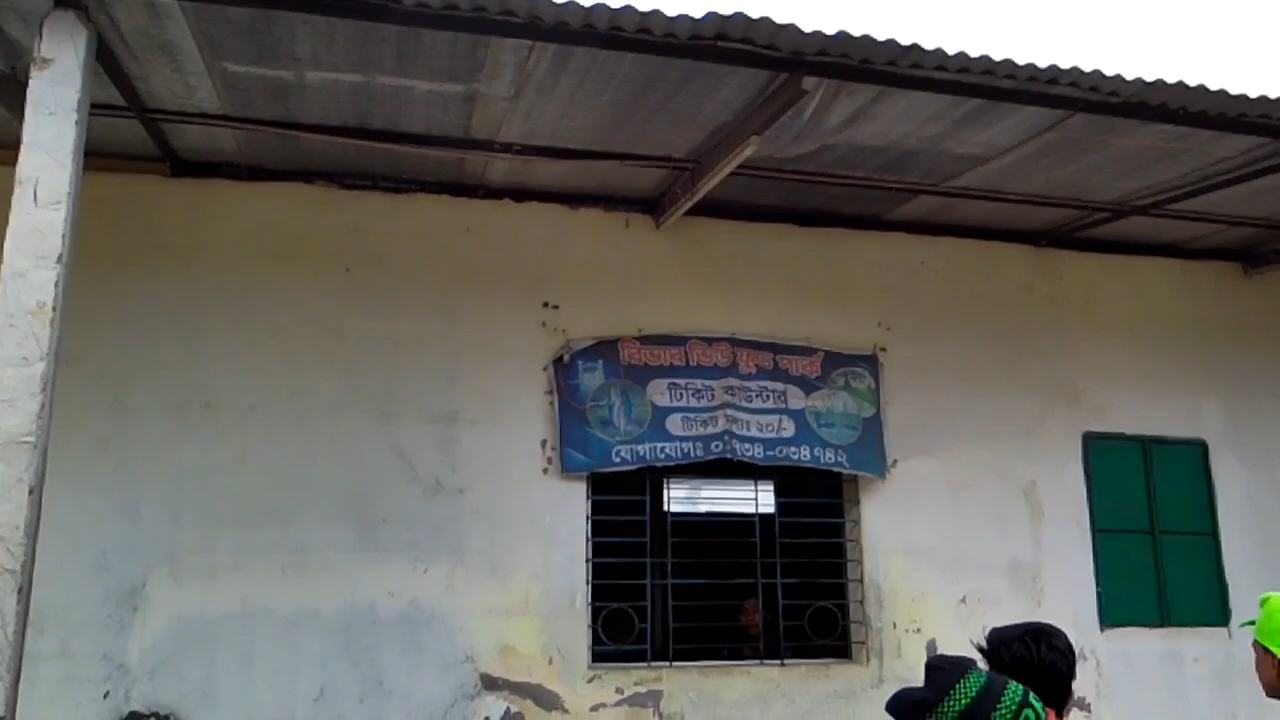 রিভার ভিউ ফুড পার্ক
টিকিট কাউন্টার
টিকিট মূল্যঃ ২০/-
যোগাযোগঃ ০১৭৩৪-০৩৪৭৪২